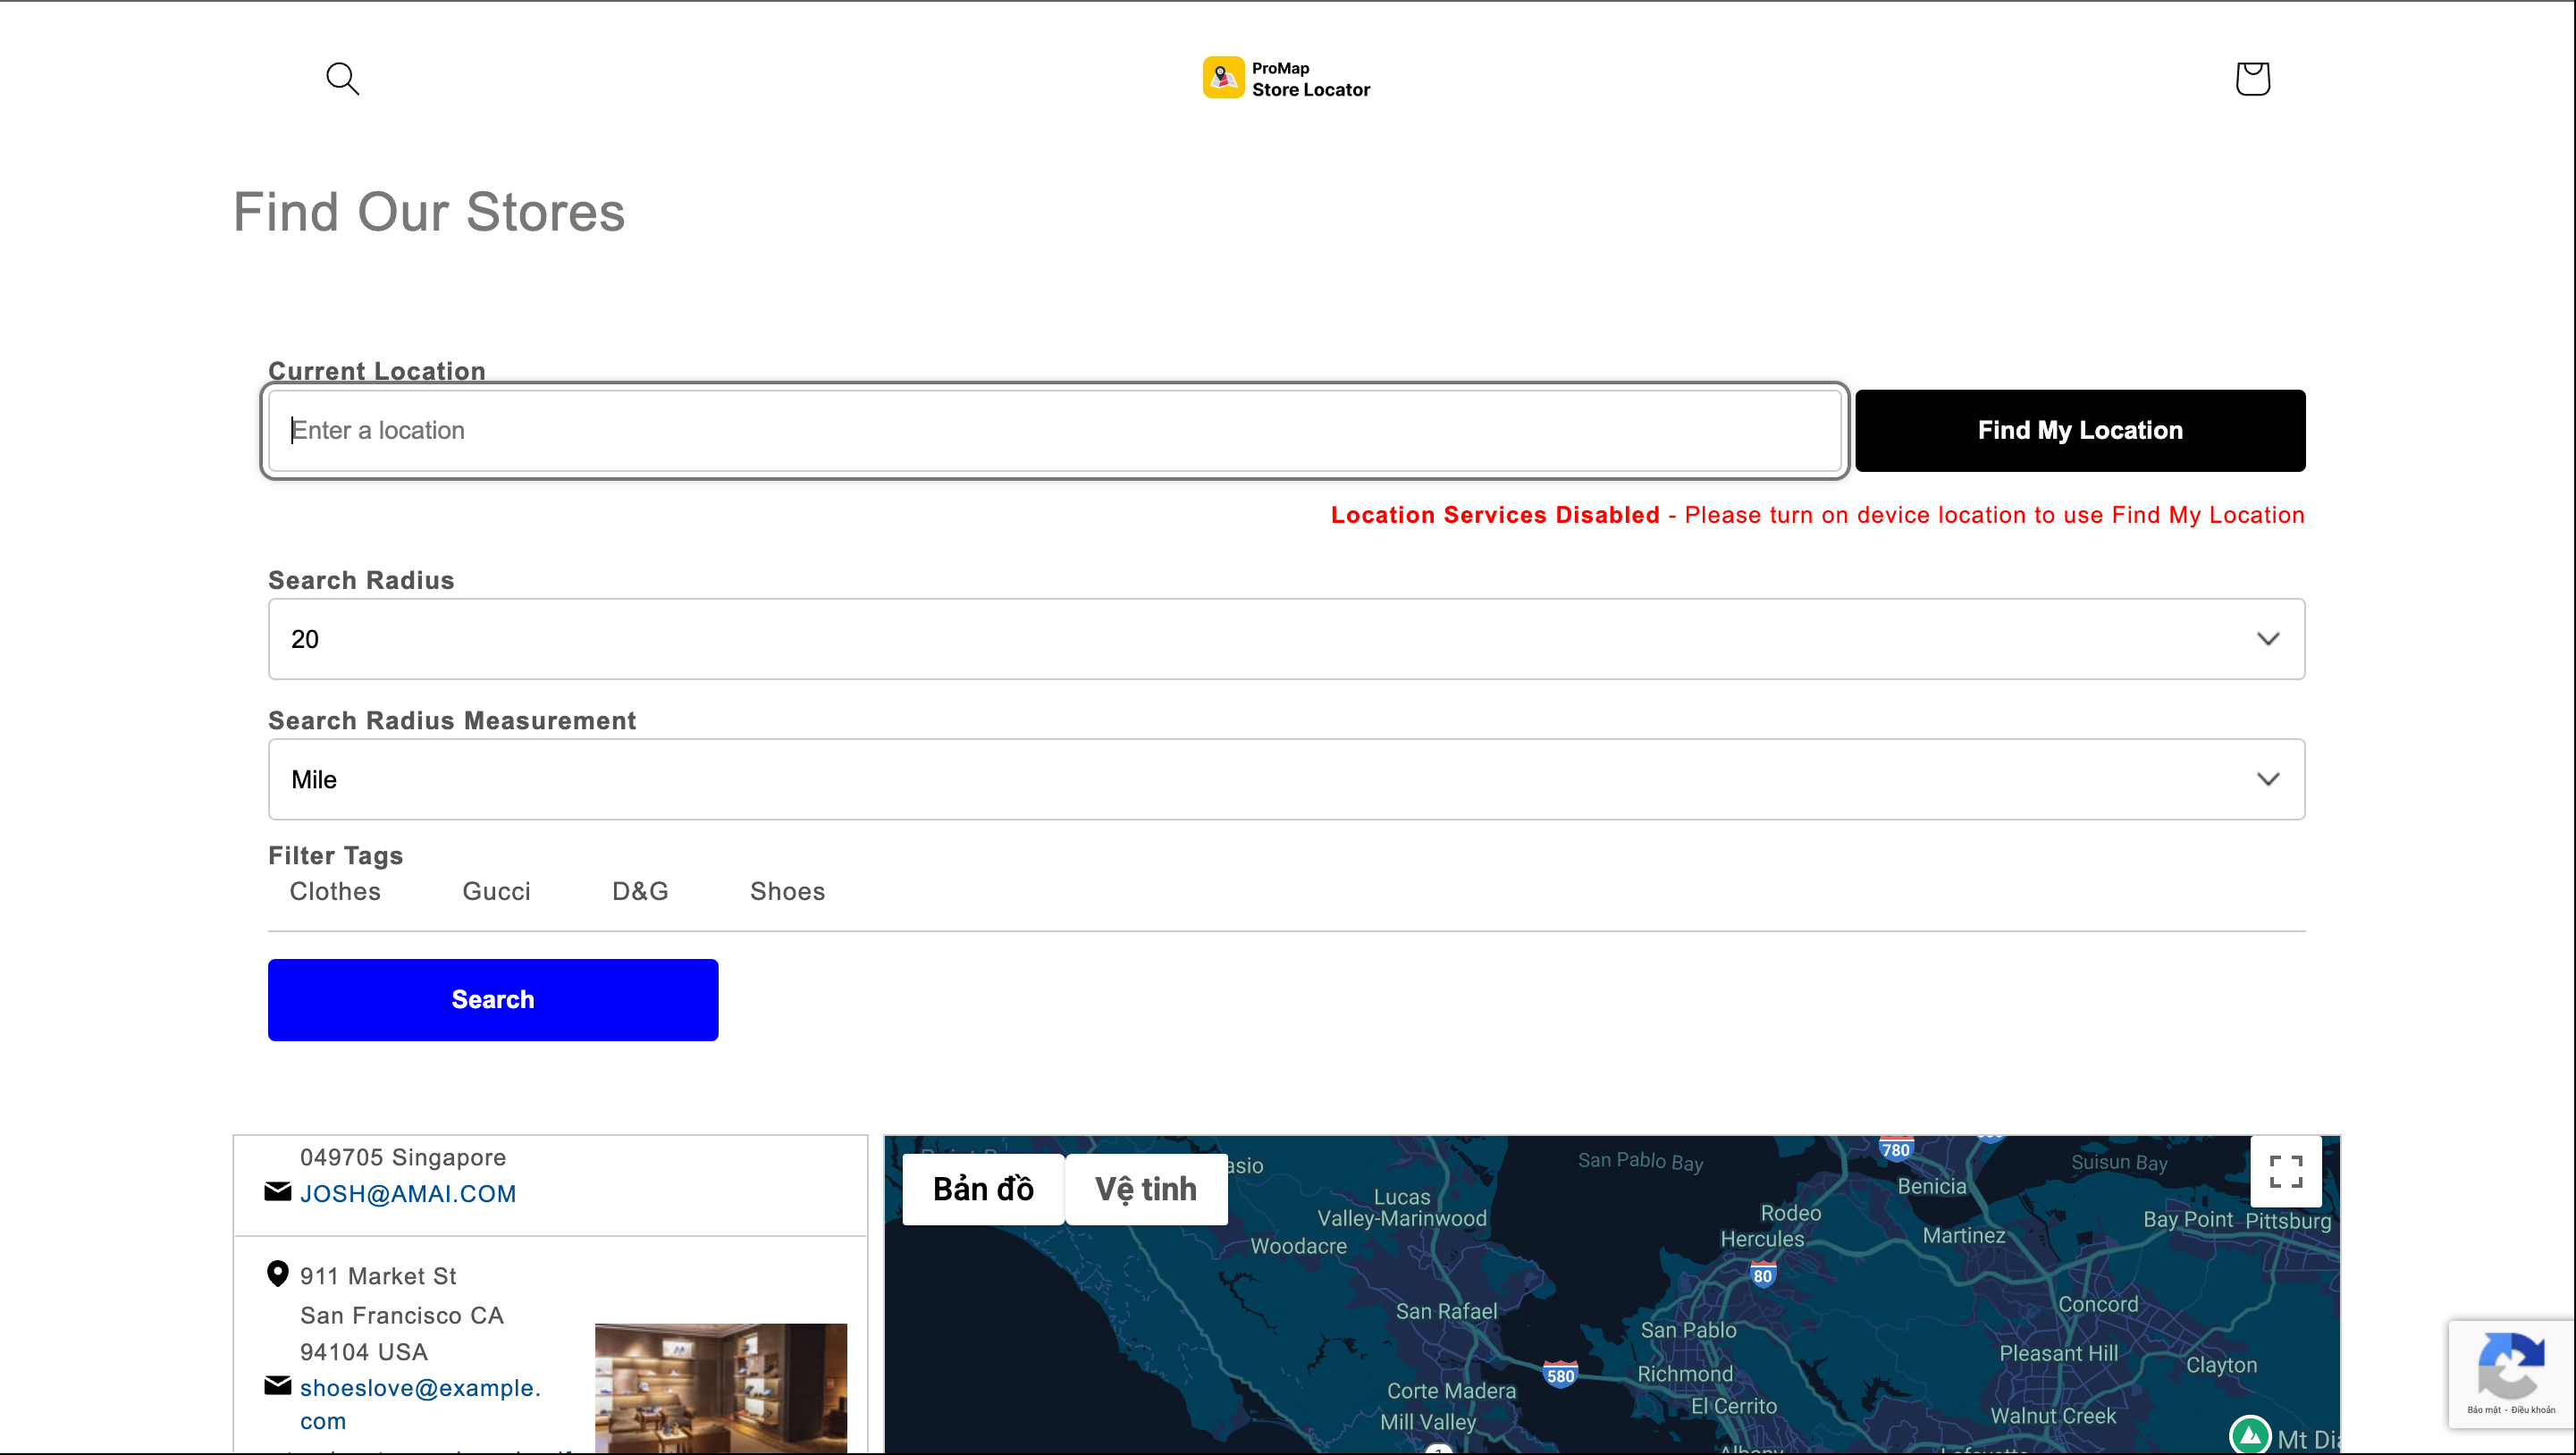 ProMap
Store Locator
Find Our Stores
Current Location
Enter a location
Find My Location
Location Services Disabled - Please turn on device location to use Find My Location
Search Radius
20
Search Radius Measurement
Mile
Filter Tags
Clothes Gucci D&G Shoes
Search
049705 Singapore
JOSH@AMAI.COM
911 Market St
San Francisco CA
94104 USA
shoeslove@example.
com
Bản đồ Vệ tinh
asio
San Pablo Bay
780
Suisun Bay
Benicia
Lucas
Valley-Marinwood
Rodeo
Hercules
Bay Point
Pittsburg
Woodacre
Martinez
80
San Rafael
Concord
San Pablo
Pleasant Hill
Clayton
580
Richmond
Corte Madera
El Cerrito
Mill Valley
Walnut Creek
Mt Dia
Albany
Lafayette
Bảo mật - Điều khoản